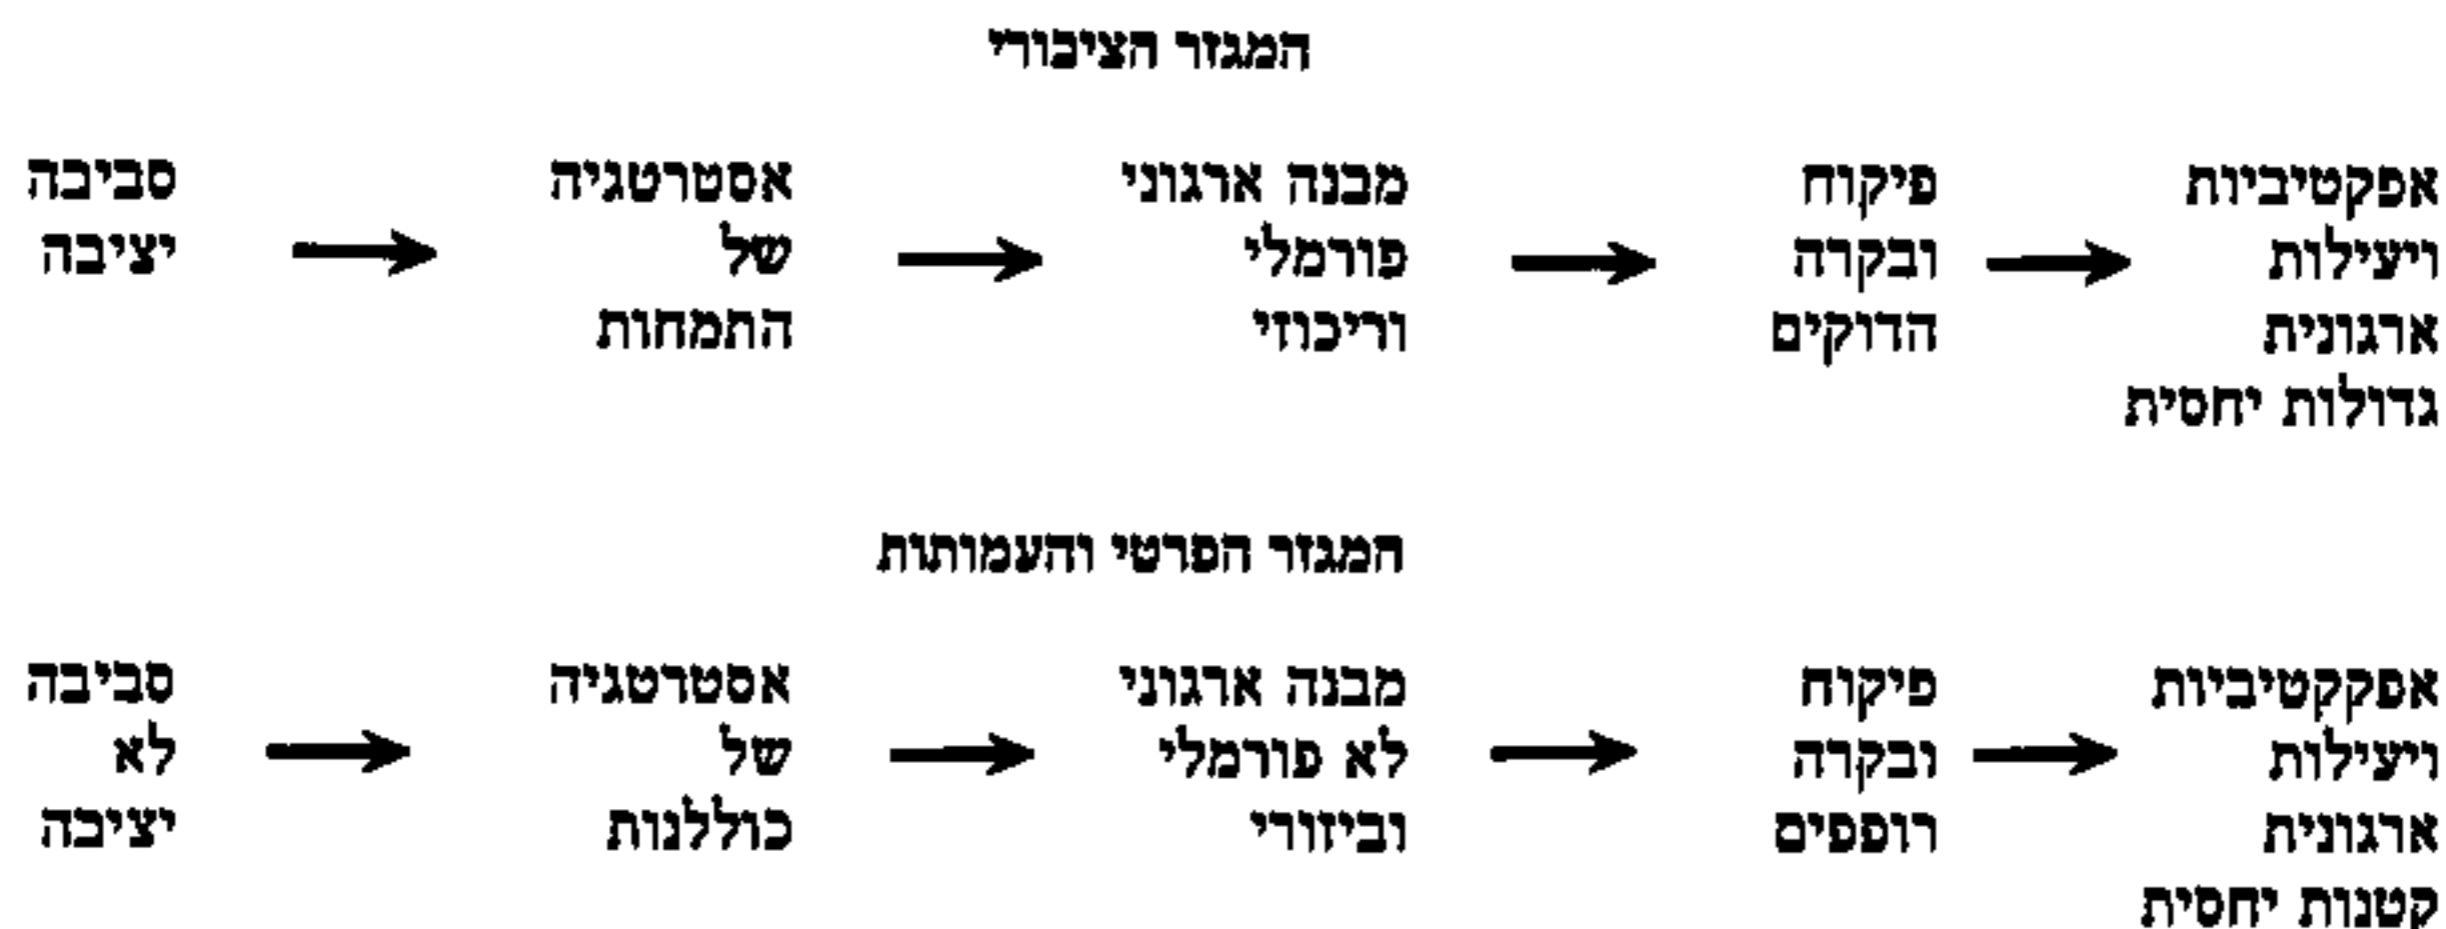 המגזר הציבורי
סביבה
יציבה
אסטרטגיה
של
התמחות
מבנה ארגוני
פורמלי
וריכוזי
פיקוח
ובקרה
הדוקים
אפקטיביות
ויעילות
ארגונית
גדולות יחסית
המגזר הפרטי והעמותות
סביבה
לא
יציבה
אסטרטגיה
של
כוללנות
מבנה ארגוני
לא פורמלי
וביזורי
פיקוח
ובקרה
רופפים
אפקקטיביות
ויעילות
ארגונית
קטנות יחסית